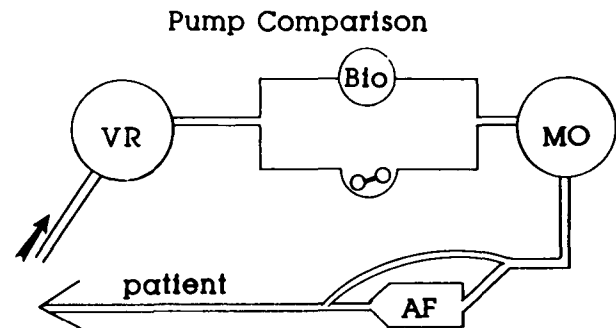 Pump Comparison
Bio
VR
MO
patient
AF